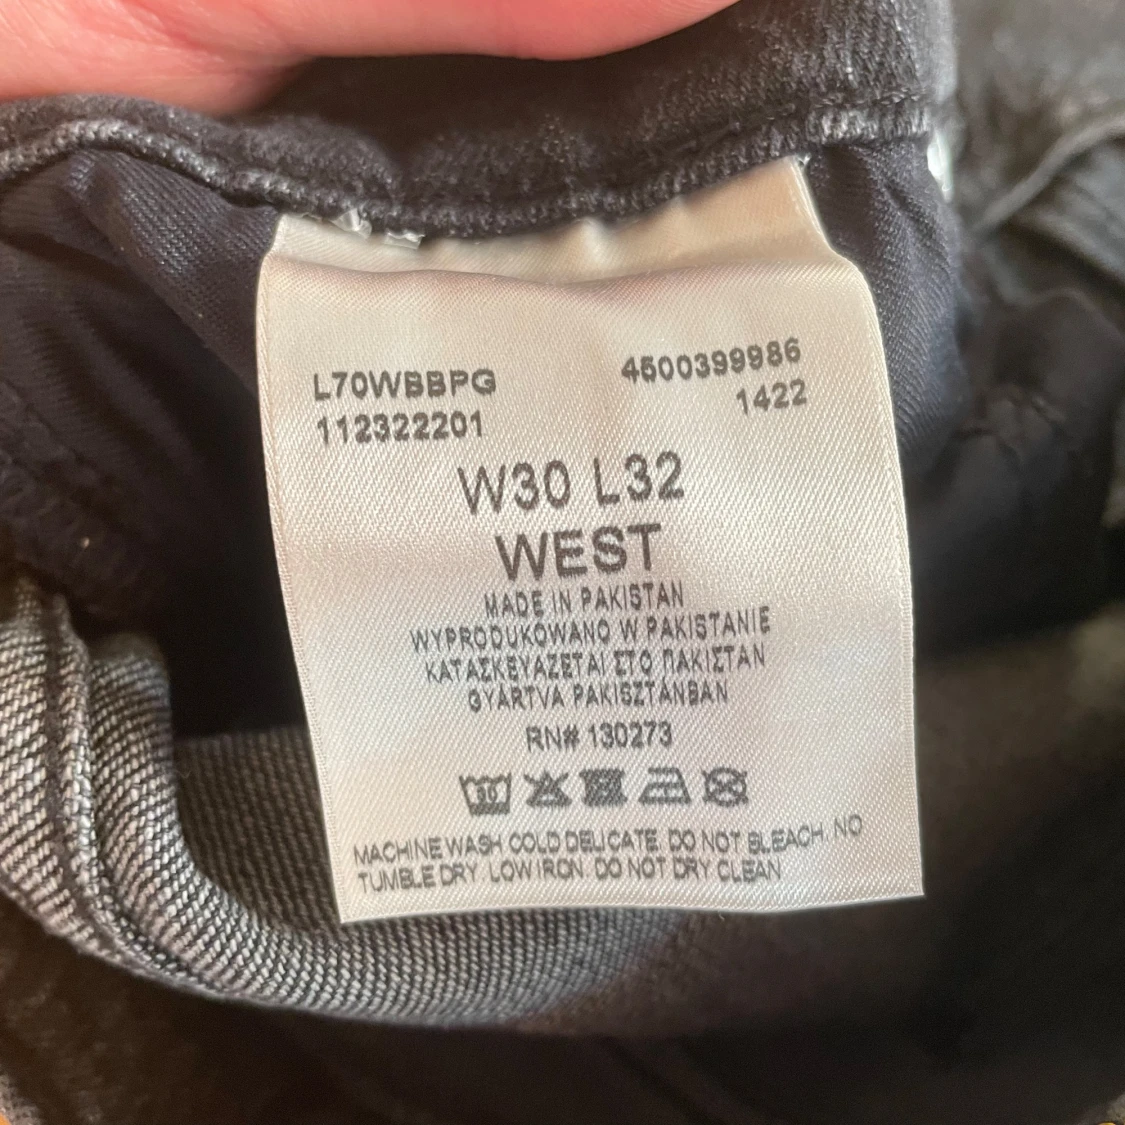 L70WBBPG 4500399986
112322201 1422
W30 L32
WEST
MADE IN PAKISTAN
WYPRODUKOWANO W PAKISTANIE
ΚΑΤΑΣΚΕΥΑΖΕΤΑΙ ΣΤΟ ΠΑΚΙΣΤΑΝ
GYÁRTVA PAKISZTÁNBAN
RN# 130273
30
MACHINE WASH COLD DELICATE. DO NOT BLEACH. NO
TUMBLE DRY. LOW IRON. DO NOT DRY CLEAN